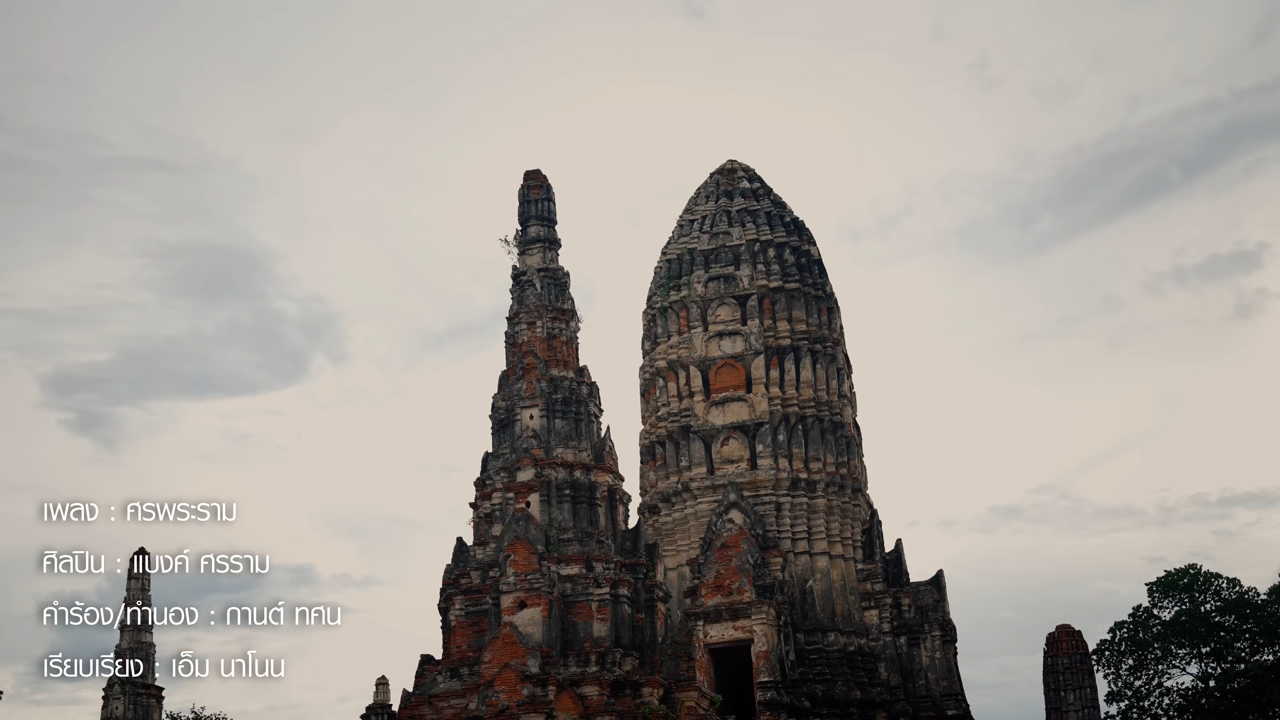 เพลง : ศรพระราม
ศิลปิน : แบงค์ ศรราม
คำร้อง/ทำนอง : กานต์ ทศน
เรียบเรียง : เอ็ม นาโนน